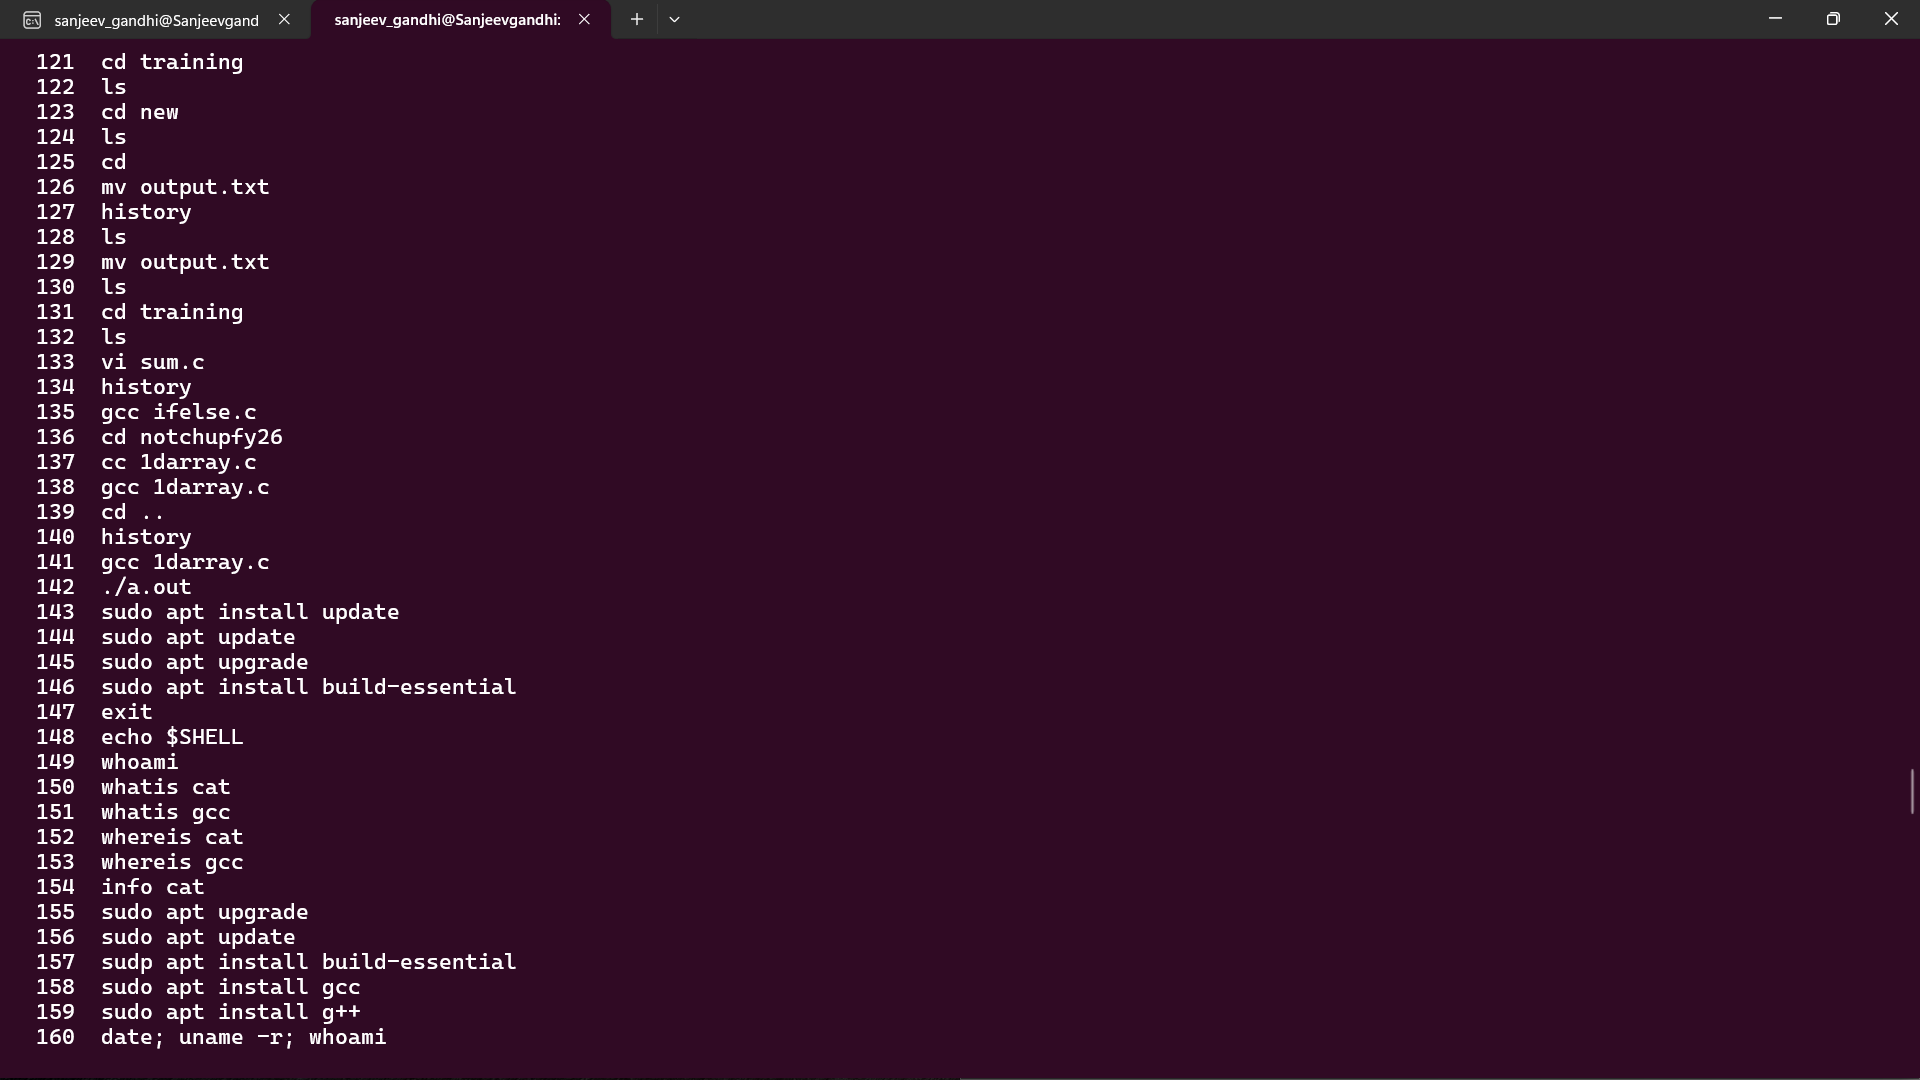 sanjeev_gandhi@Sanjeevgand
sanjeev_gandhi@Sanjeevgandhi:
121 cd training
122 ls
123 cd new
124 ls
125 cd
126 mv output.txt
127 history
128 ls
129 mv output.txt
130 ls
131 cd training
132 ls
133 vi sum.c
134 history
135 gcc ifelse.c
136 cd notchupfy26
137 cc 1darray.c
138 gcc 1darray.c
139 cd ..
140 history
141 gcc 1darray.c
142 ./a.out
143 sudo apt install update
144 sudo apt update
145 sudo apt upgrade
146 sudo apt install build-essential
147 exit
148 echo $SHELL
149 whoami
150 whatis cat
151 whatis gcc
152 whereis cat
153 whereis gcc
154 info cat
155 sudo apt upgrade
156 sudo apt update
157 sudp apt install build-essential
158 sudo apt install gcc
159 sudo apt install g++
160 date; uname -r; whoami